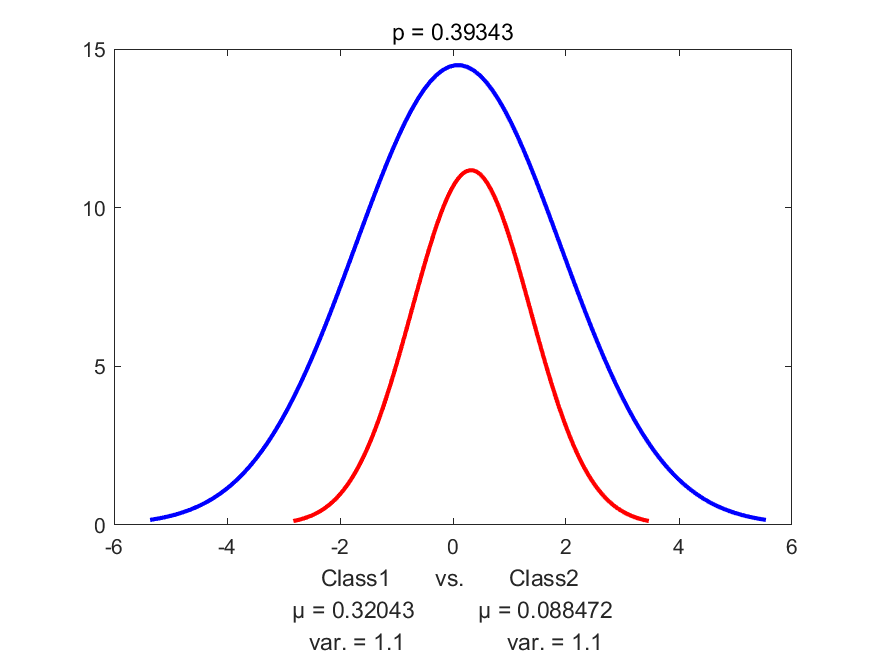 p = 0.39343
15
10
5
0
-6 -4 -2 0 2 4 6
Class1 vs. Class2
μ = 0.32043 μ = 0.088472
var. = 1.1 var. = 1.1